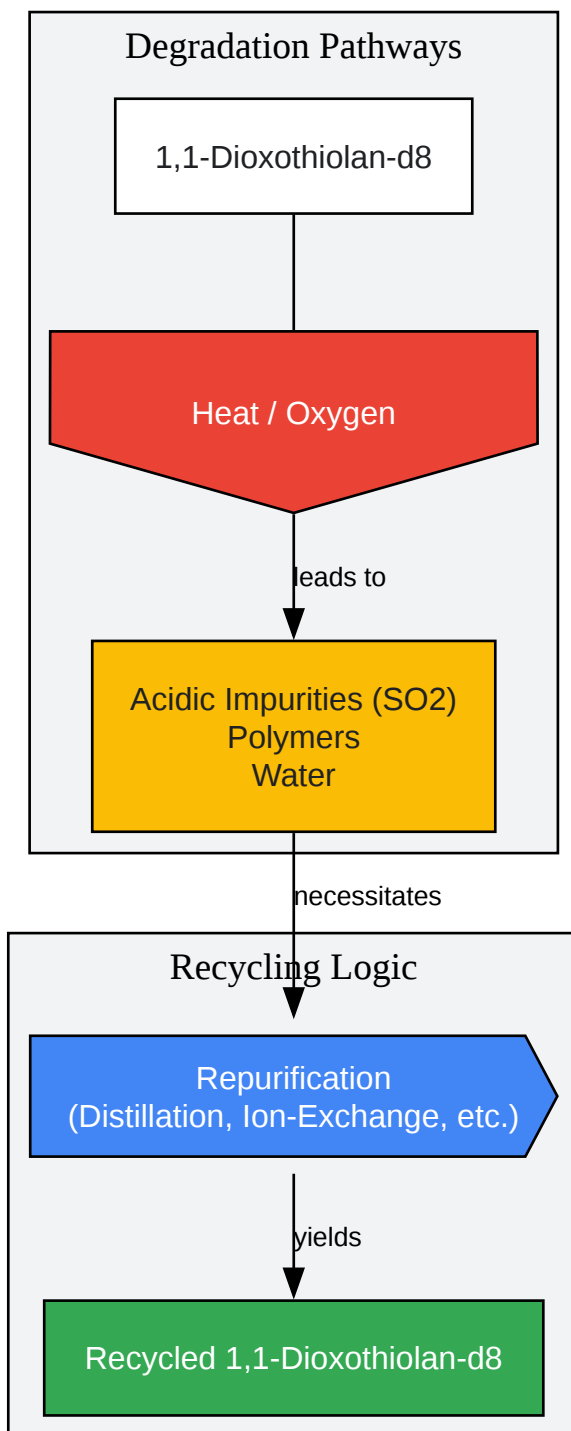 Degradation Pathways
1,1-Dioxothiolan-d8
Heat / Oxygen
leads to
Acidic Impurities (SO2)
Polymers
Water
necessitates
Recycling Logic
Repurification
(Distillation, Ion-Exchange, etc.)
yields
Recycled 1,1-Dioxothiolan-d8